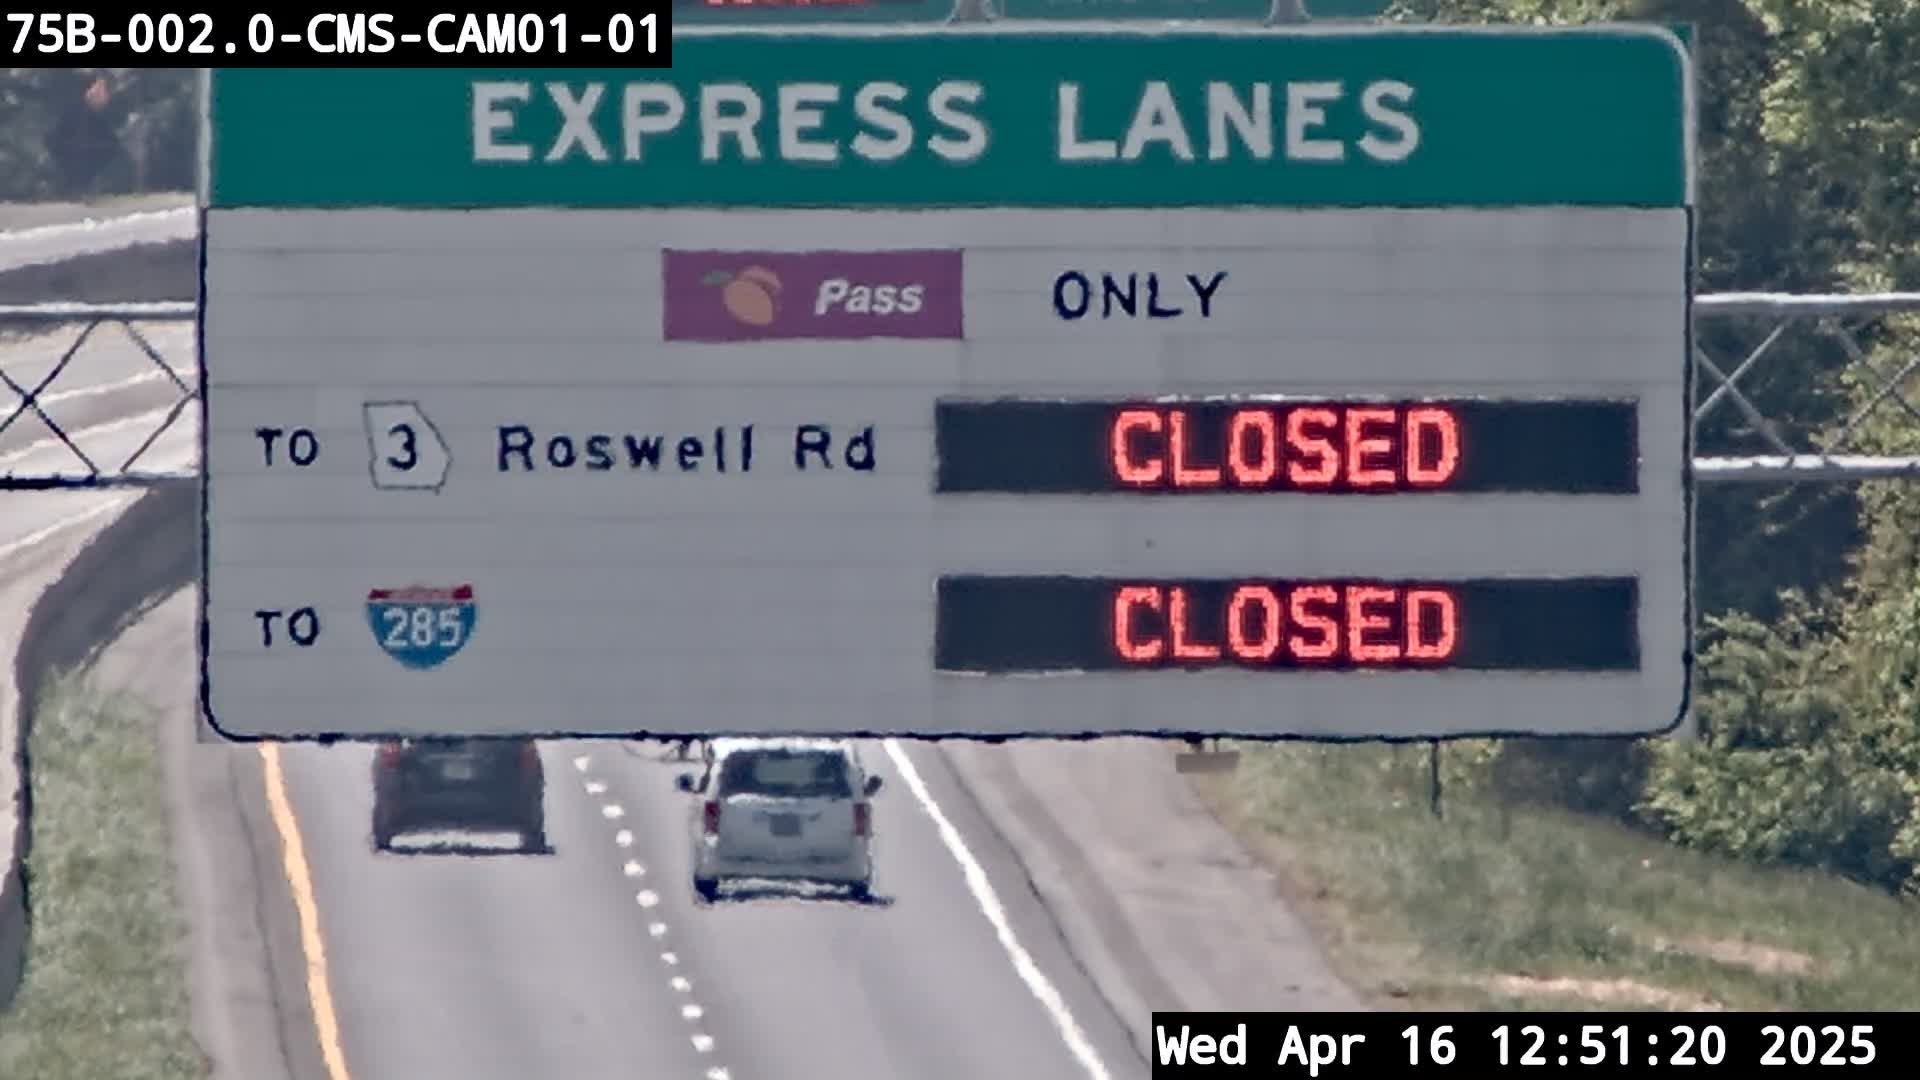 75B-002.0-CMS-CAM01-01
EXPRESS LANES
Pass ONLY
TO 3 Roswell Rd CLOSED
TO 285 CLOSED
Wed Apr 16 12:51:20 2025